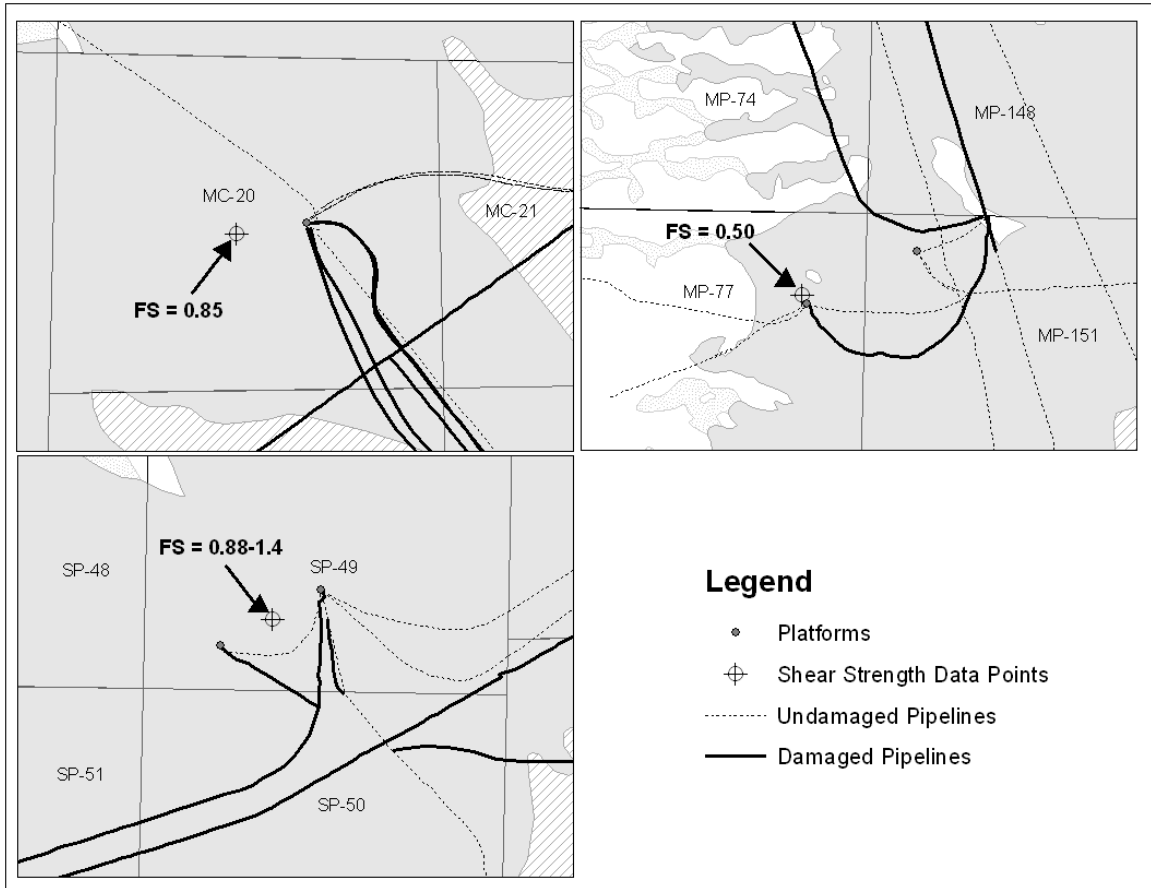 MC-20
MC-21
FS = 0.85
MP-74
MP-148
FS = 0.50
MP-77
MP-151
FS = 0.88-1.4
SP-48
SP-49
SP-51
SP-50
Legend
Platforms
Shear Strength Data Points
Undamaged Pipelines
Damaged Pipelines